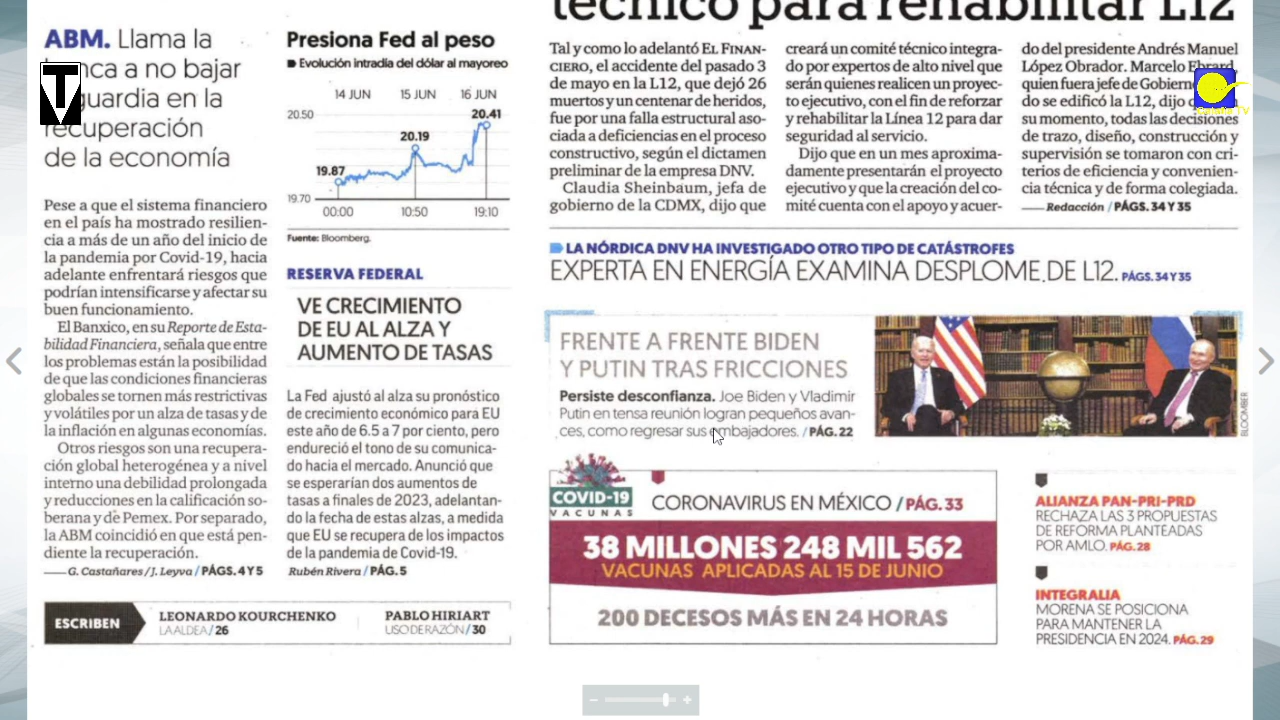 técnico para rehabilitar L12
ABM. Llama la
a no bajar
guardia en la
recuperación
de la economía
Pese a que el sistema financiero
en el país ha mostrado resilien-
cia a más de un año del inicio de
la pandemia por Covid-19, hacia
adelante enfrentará riesgos que
podrían intensificarse y afectar su
buen funcionamiento.
El Banxico, en su Reporte de Esta-
bilidad Financiera, señala que entre
los problemas están la posibilidad
de que las condiciones financieras
globales se tornen más restrictivas
y volátiles por un alza de tasas y de
la inflación en algunas economías.
Otros riesgos son una recupera-
ción global heterogénea y a nivel
interno una debilidad prolongada
y reducciones en la calificación so-
berana y de Pemex. Por separado,
la ABM coincidió en que está pen-
diente la recuperación.
—— G. Castañares / J. Leyva / PÁGS. 4 Y 5
Presiona Fed al peso
Evolución intradía del dólar al mayoreo
14 JUN 15 JUN 16 JUN
20.50
20.41
20.19
19.87
19.70
00:00 10:50 19:10
Fuente: Bloomberg.
RESERVA FEDERAL
VE CRECIMIENTO
DE EU AL ALZA Y
AUMENTO DE TASAS
La Fed ajustó al alza su pronóstico
de crecimiento económico para EU
este año de 6.5 a 7 por ciento, pero
endureció el tono de su comunica-
do hacia el mercado. Anunció que
se esperarían dos aumentos de
tasas a finales de 2023, adelantan-
do la fecha de estas alzas, a medida
que EU se recupera de los impactos
de la pandemia de Covid-19.
Rubén Rivera / PÁG. 5
ESCRIBEN
LEONARDO KOURCHENKO
LA ALDEA / 26
PABLO HIRIART
USO DE RAZÓN / 30
Tal y como lo adelantó EL FINAN-
CIERO, el accidente del pasado 3
de mayo en la L12, que dejó 26
muertos y un centenar de heridos,
fue por una falla estructural aso-
ciada a deficiencias en el proceso
constructivo, según el dictamen
preliminar de la empresa DNV.
Claudia Sheinbaum, jefa de
gobierno de la CDMX, dijo que
creará un comité técnico integra-
do por expertos de alto nivel que
serán quienes realicen un proyec-
to ejecutivo, con el fin de reforzar
y rehabilitar la Línea 12 para dar
seguridad al servicio.
Dijo que en un mes aproxima-
damente presentarán el proyecto
ejecutivo y que la creación del co-
mité cuenta con el apoyo y acuer-
do del presidente Andrés Manuel
López Obrador. Marcelo Ebrard,
quien fuera jefe de Gobierno
do se edificó la L12, dijo
su momento, todas las decisiones
de trazo, diseño, construcción y
supervisión se tomaron con cri-
terios de eficiencia y convenien-
cia técnica y de forma colegiada.
—— Redacción / PÁGS. 34 Y 35
LA NÓRDICA DNV HA INVESTIGADO OTRO TIPO DE CATÁSTROFES
EXPERTA EN ENERGÍA EXAMINA DESPLOME DE L12. PÁGS. 34 Y 35
FRENTE A FRENTE BIDEN
Y PUTIN TRAS FRICCIONES
Persiste desconfianza. Joe Biden y Vladimir
Putin en tensa reunión logran pequeños avan-
ces, como regresar sus embajadores. / PÁG. 22
BLOOMBER
COVID-19
VACUNAS
CORONAVIRUS EN MÉXICO / PÁG. 33
38 MILLONES 248 MIL 562
VACUNAS APLICADAS AL 15 DE JUNIO
200 DECESOS MÁS EN 24 HORAS
ALIANZA PAN-PRI-PRD
RECHAZA LAS 3 PROPUESTAS
DE REFORMA PLANTEADAS
POR AMLO. PÁG. 28
INTEGRALIA
MORENA SE POSICIONA
PARA MANTENER LA
PRESIDENCIA EN 2024. PÁG. 29